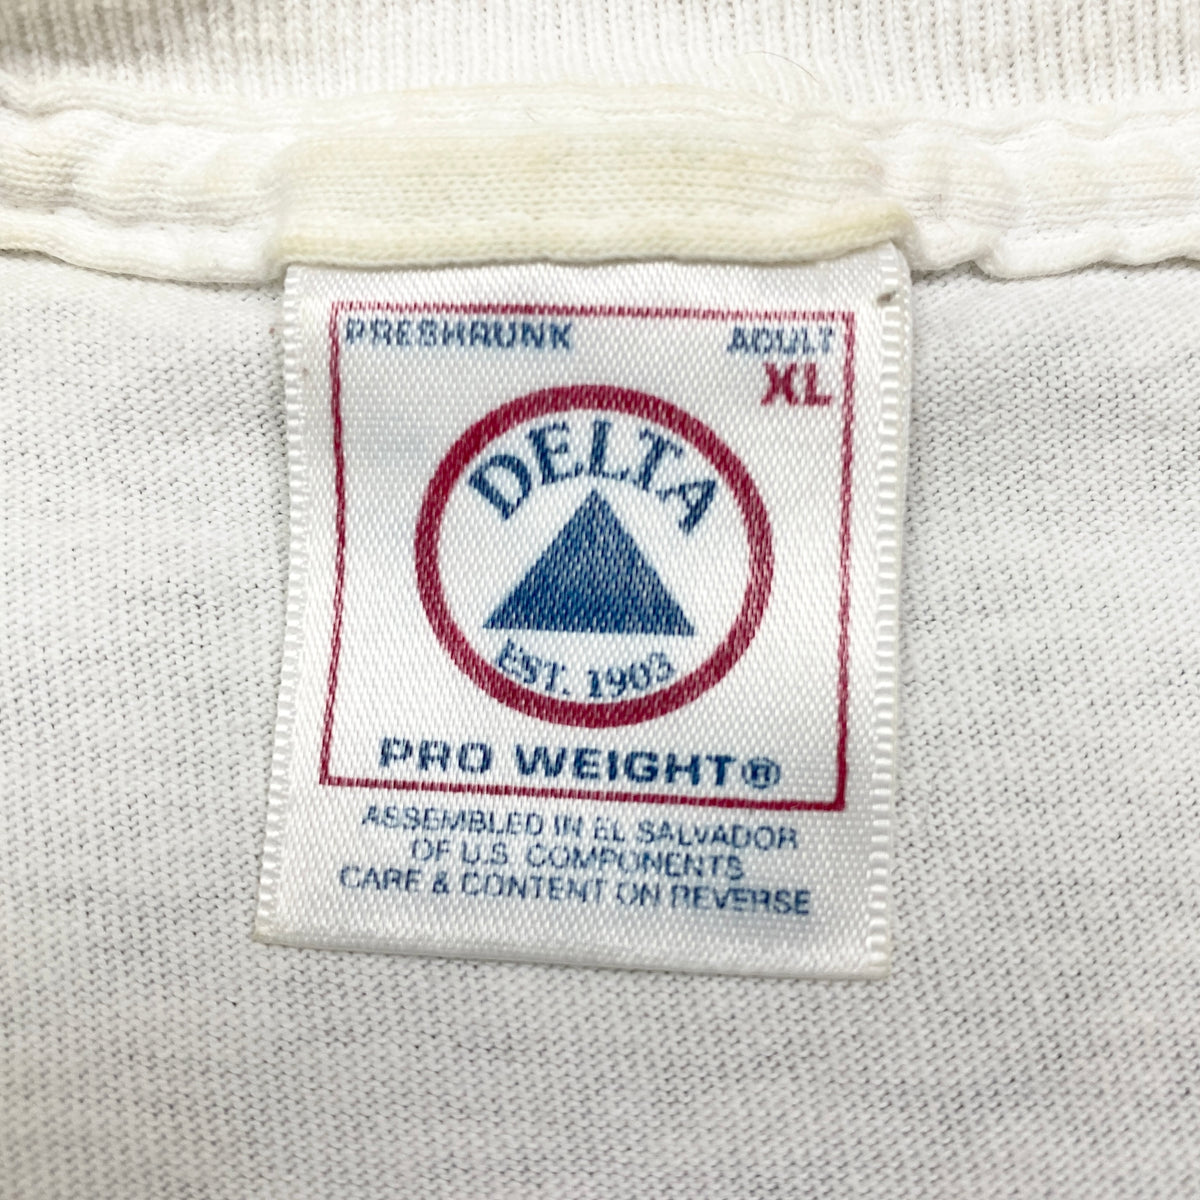 PRESHRUNK
ADULT
XL
DELTA
EST. 1903
PRO WEIGHT®
ASSEMBLED IN EL SALVADOR
OF U.S. COMPONENTS
CARE & CONTENT ON REVERSE